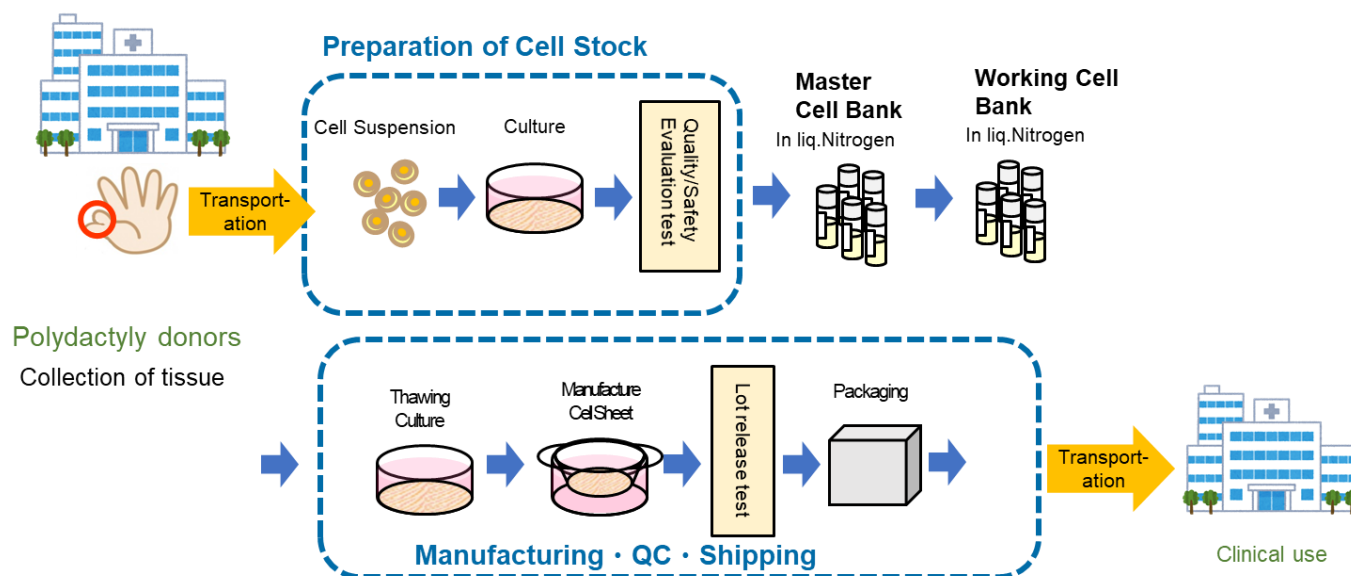 Preparation of Cell Stock
Cell Suspension
Culture
Quality/Safety
Evaluation test
Master
Cell Bank
In liq.Nitrogen
Working Cell
Bank
In liq.Nitrogen
Transport-
ation
Polydactyly donors
Collection of tissue
Thawing
Culture
Manufacture
Cell Sheet
Lot release test
Packaging
Transport-
ation
Manufacturing・QC・Shipping
Clinical use